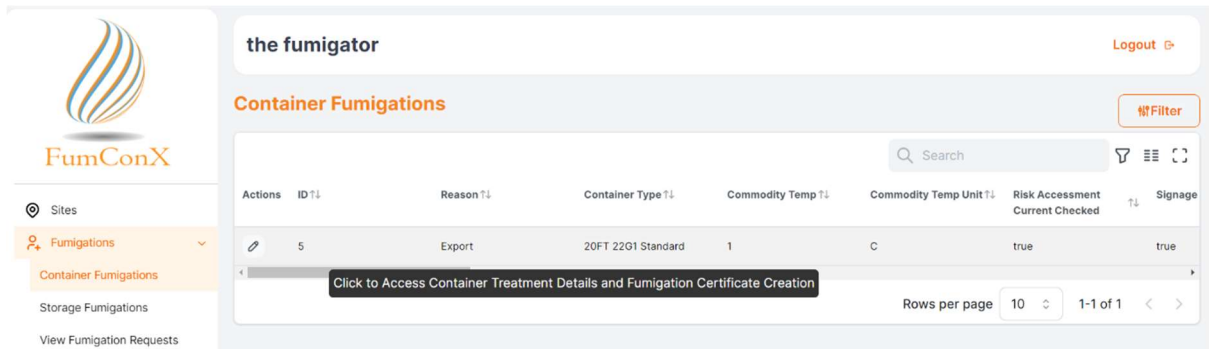 the fumigator
Logout
Container Fumigations
Filter
FumConX
Search
Actions ID Reason Container Type Commodity Temp Commodity Temp Unit Risk Accessment Current Checked Signage
Sites
Fumigations
5 Export 20FT 22G1 Standard 1 C true true
Container Fumigations
Click to Access Container Treatment Details and Fumigation Certificate Creation
Storage Fumigations
Rows per page 10 1-1 of 1
View Fumigation Requests